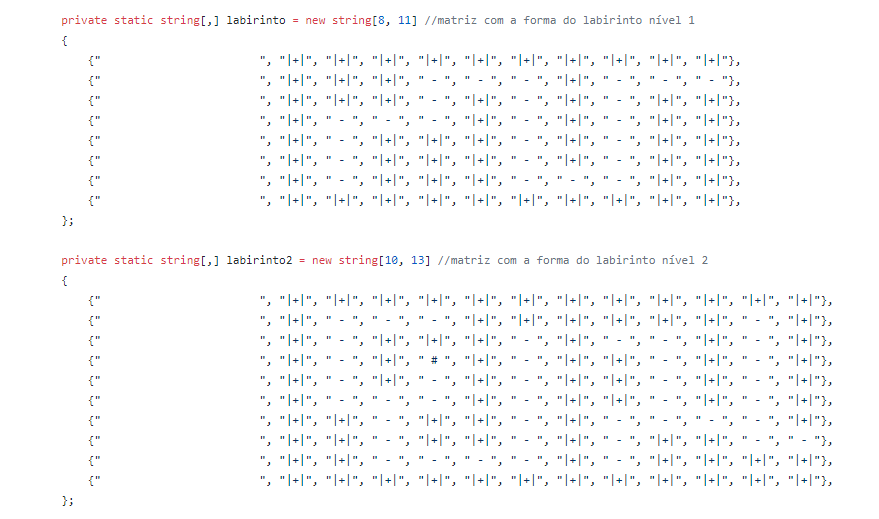 private static string[,] labirinto = new string[8, 11] //matriz com a forma do labirinto nível 1
{
    {"                        ", "|+|", "|+|", "|+|", "|+|", "|+|", "|+|", "|+|", "|+|", "|+|", "|+|"},
    {"                        ", "|+|", "|+|", "|+|", " - ", " - ", " - ", "|+|", " - ", " - ", " - "},
    {"                        ", "|+|", "|+|", "|+|", " - ", "|+|", " - ", "|+|", " - ", "|+|", "|+|"},
    {"                        ", "|+|", " - ", " - ", " - ", "|+|", " - ", "|+|", " - ", "|+|", "|+|"},
    {"                        ", "|+|", " - ", "|+|", "|+|", "|+|", " - ", "|+|", " - ", "|+|", "|+|"},
    {"                        ", "|+|", " - ", "|+|", "|+|", "|+|", " - ", "|+|", " - ", "|+|", "|+|"},
    {"                        ", "|+|", " - ", "|+|", "|+|", "|+|", " - ", " - ", " - ", "|+|", "|+|"},
    {"                        ", "|+|", "|+|", "|+|", "|+|", "|+|", "|+|", "|+|", "|+|", "|+|", "|+|"},
};
private static string[,] labirinto2 = new string[10, 13] //matriz com a forma do labirinto nível 2
{
    {"                        ", "|+|", "|+|", "|+|", "|+|", "|+|", "|+|", "|+|", "|+|", "|+|", "|+|", "|+|", "|+|"},
    {"                        ", "|+|", " - ", " - ", " - ", "|+|", "|+|", "|+|", "|+|", "|+|", "|+|", " - ", "|+|"},
    {"                        ", "|+|", " - ", "|+|", "|+|", "|+|", " - ", "|+|", " - ", " - ", "|+|", " - ", "|+|"},
    {"                        ", "|+|", " - ", "|+|", " # ", "|+|", " - ", "|+|", "|+|", " - ", "|+|", " - ", "|+|"},
    {"                        ", "|+|", " - ", "|+|", " - ", "|+|", " - ", "|+|", "|+|", " - ", "|+|", " - ", "|+|"},
    {"                        ", "|+|", " - ", " - ", " - ", "|+|", " - ", "|+|", "|+|", " - ", "|+|", " - ", "|+|"},
    {"                        ", "|+|", "|+|", " - ", "|+|", "|+|", " - ", "|+|", " - ", " - ", " - ", " - ", "|+|"},
    {"                        ", "|+|", "|+|", " - ", " - ", "|+|", " - ", "|+|", " - ", "|+|", "|+|", " - ", " - "},
    {"                        ", "|+|", "|+|", " - ", " - ", " - ", " - ", "|+|", " - ", "|+|", "|+|", "|+|", "|+|"},
    {"                        ", "|+|", "|+|", "|+|", "|+|", "|+|", "|+|", "|+|", "|+|", "|+|", "|+|", "|+|", "|+|"},
};